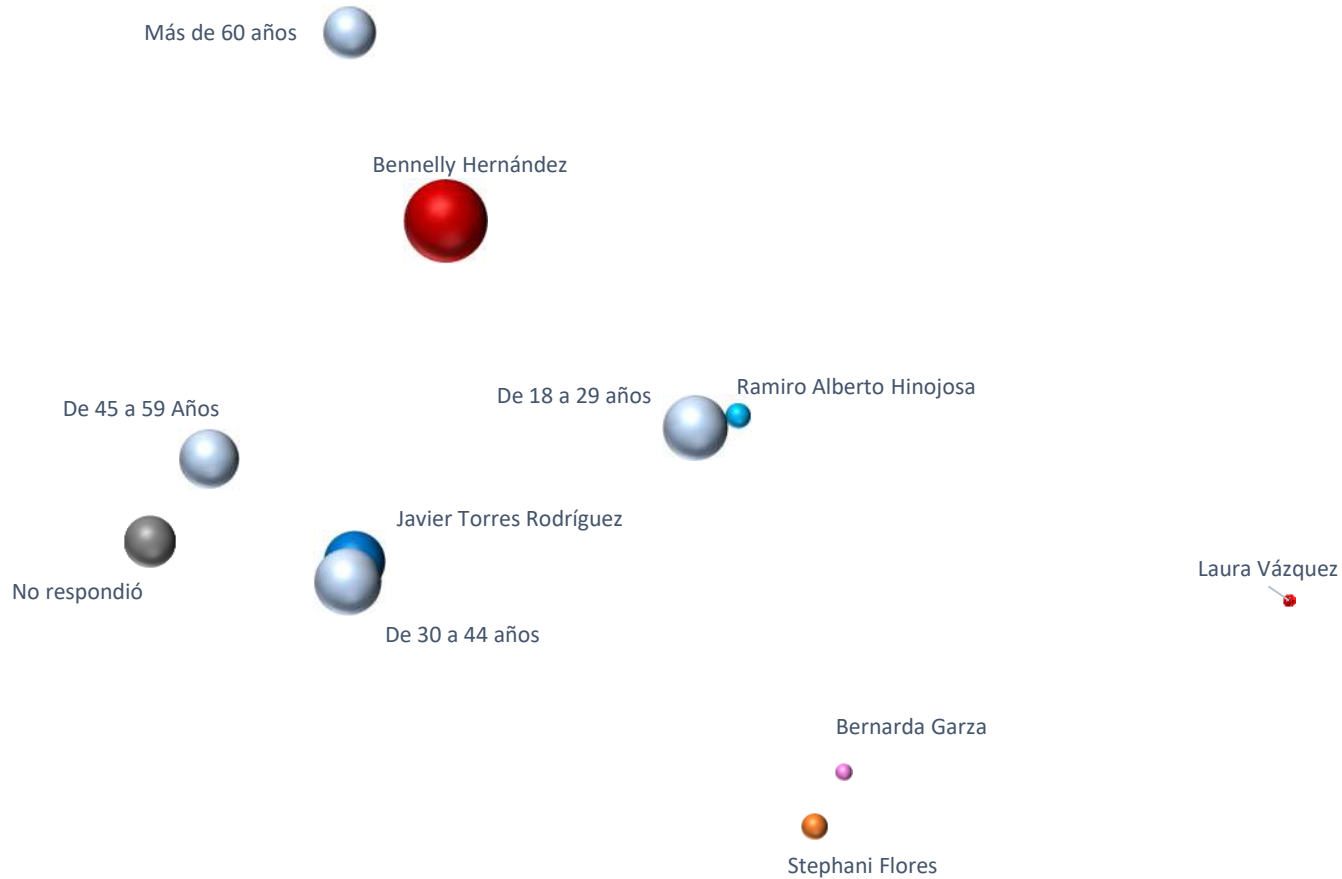 Más de 60 años
Bennelly Hernández
De 18 a 29 años
Ramiro Alberto Hinojosa
De 45 a 59 Años
Javier Torres Rodríguez
No respondió
Laura Vázquez
De 30 a 44 años
Bernarda Garza
Stephani Flores